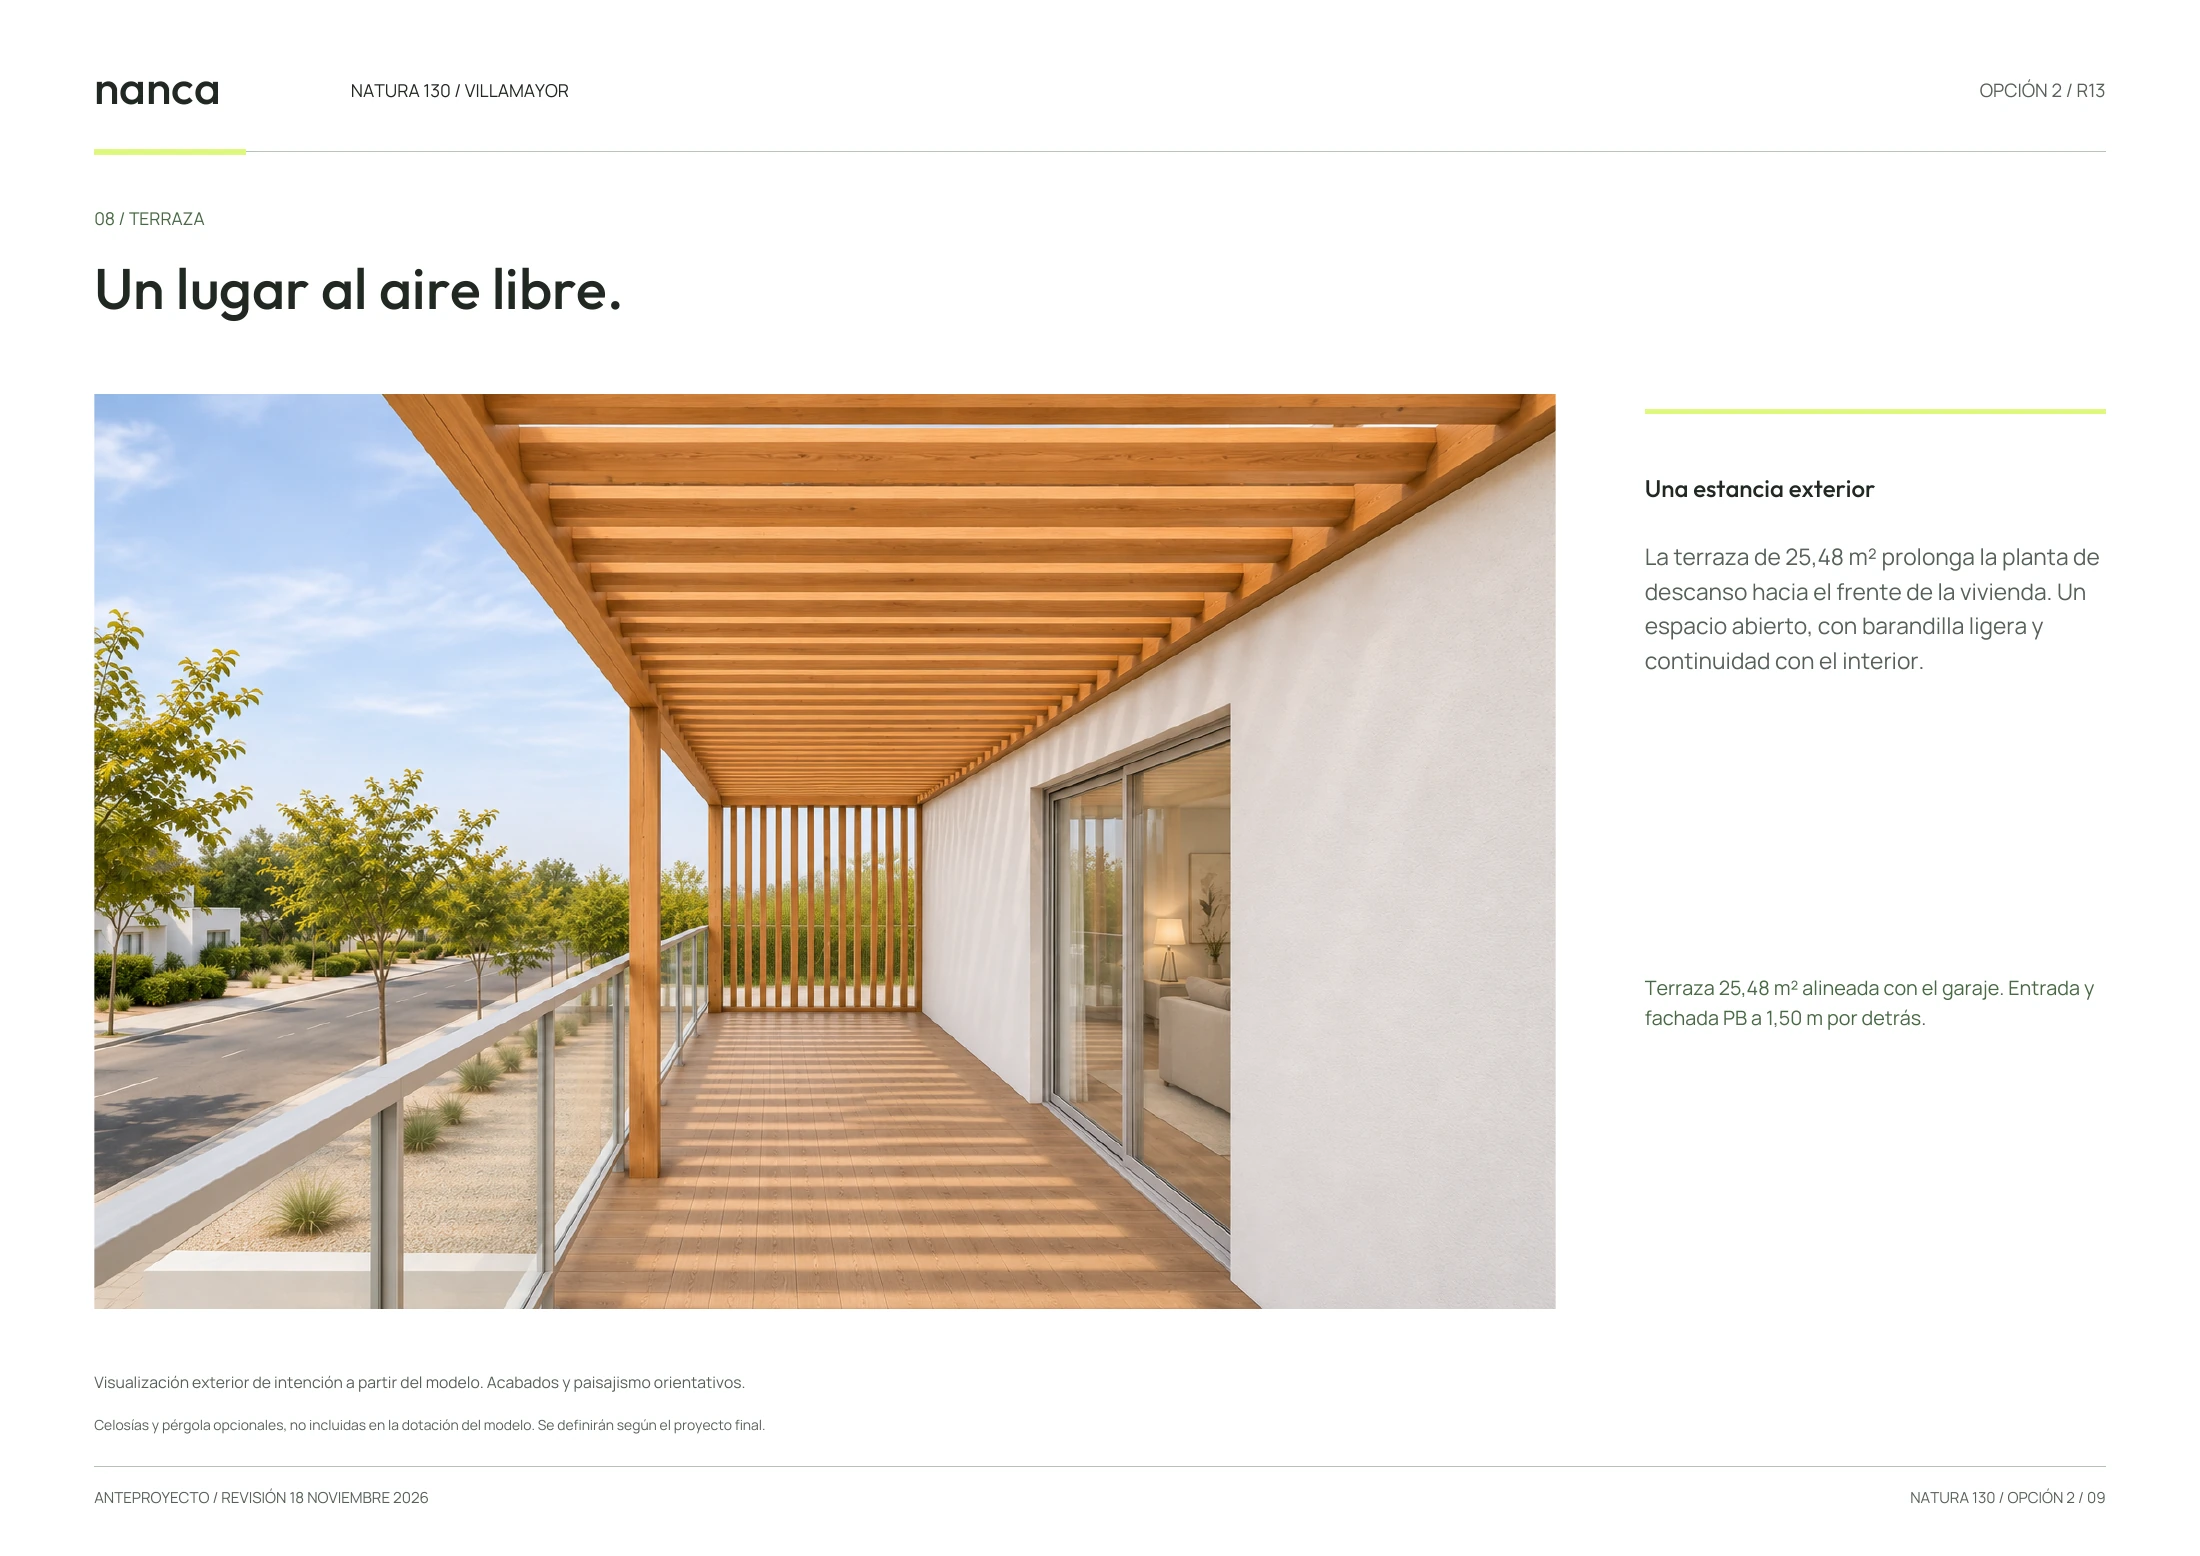 nanca
NATURA 130 / VILLAMAYOR
OPCIÓN 2 / R13
08 / TERRAZA
Un lugar al aire libre.
Una estancia exterior
La terraza de 25,48 m² prolonga la planta de
descanso hacia el frente de la vivienda. Un
espacio abierto, con barandilla ligera y
continuidad con el interior.
Terraza 25,48 m² alineada con el garaje. Entrada y
fachada PB a 1,50 m por detrás.
Visualización exterior de intención a partir del modelo. Acabados y paisajismo orientativos.
Celosías y pérgola opcionales, no incluidas en la dotación del modelo. Se definirán según el proyecto final.
ANTEPROYECTO / REVISIÓN 18 NOVIEMBRE 2026
NATURA 130 / OPCIÓN 2 / 09